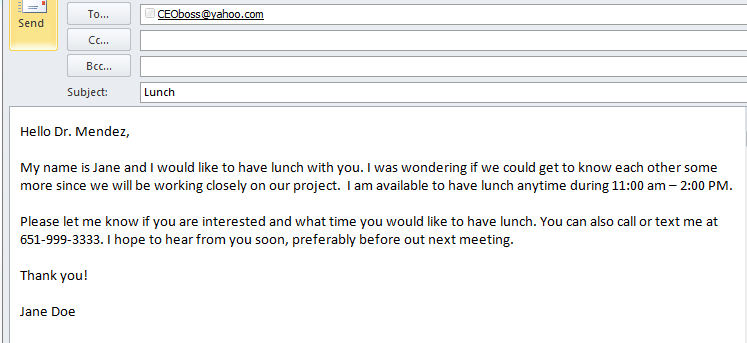 To...
CEOboss@yahoo.com
Send
Cc...
Bcc...
Subject:
Lunch
Hello Dr. Mendez,
My name is Jane and I would like to have lunch with you. I was wondering if we could get to know each other some
more since we will be working closely on our project.  I am available to have lunch anytime during 11:00 am – 2:00 PM.
Please let me know if you are interested and what time you would like to have lunch. You can also call or text me at
651-999-3333. I hope to hear from you soon, preferably before out next meeting.
Thank you!
Jane Doe